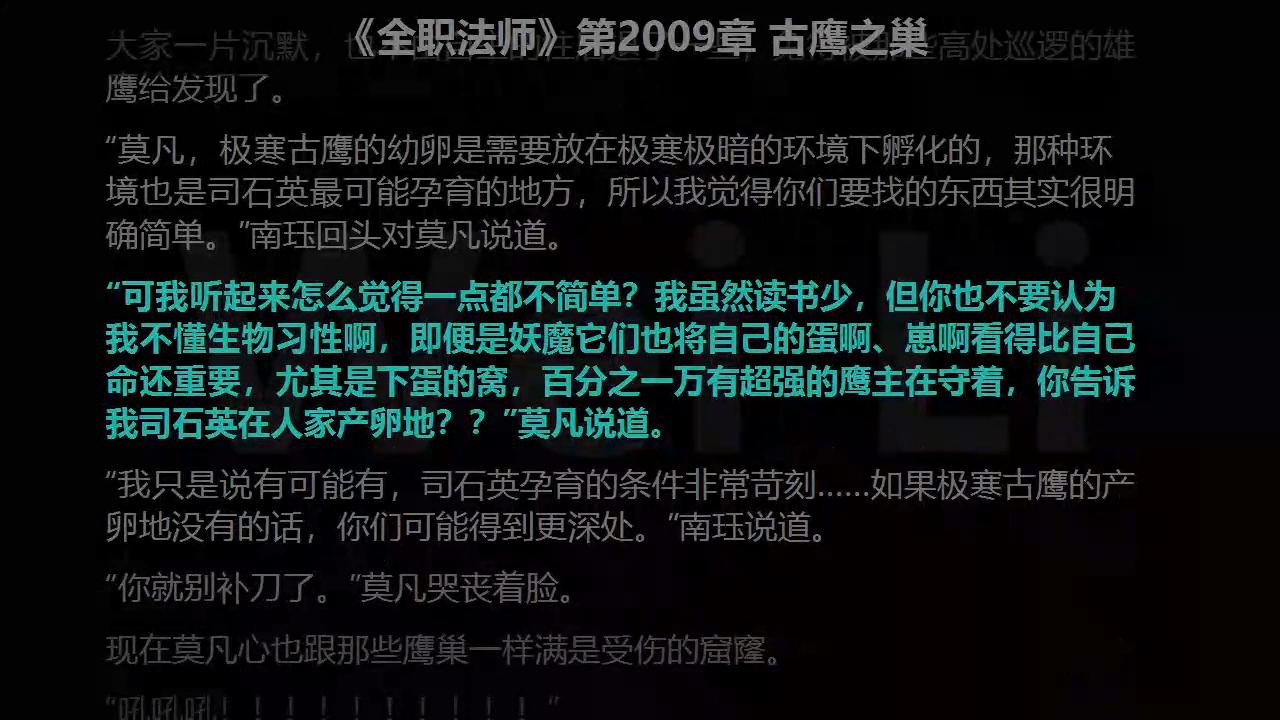 《全职法师》第2009章 古鹰之巢
大家一片沉默，也 高处巡逻的雄
鹰给发现了。
“莫凡，极寒古鹰的幼卵是需要放在极寒极暗的环境下孵化的，那种环
境也是司石英最可能孕育的地方，所以我觉得你们要找的东西其实很明
确简单。”南珏回头对莫凡说道。
“可我听起来怎么觉得一点都不简单？我虽然读书少，但你也不要认为
我不懂生物习性啊，即便是妖魔它们也将自己的蛋啊、崽啊看得比自己
命还重要，尤其是下蛋的窝，百分之一万有超强的鹰主在守着，你告诉
我司石英在人家产卵地？？”莫凡说道。
“我只是说有可能有，司石英孕育的条件非常苛刻……如果极寒古鹰的产
卵地没有的话，你们可能得到更深处。”南珏说道。
“你就别补刀了。”莫凡哭丧着脸。
现在莫凡心也跟那些鹰巢一样满是受伤的窟窿。
“吼吼吼！！！！！！！！！！”
Wei Li